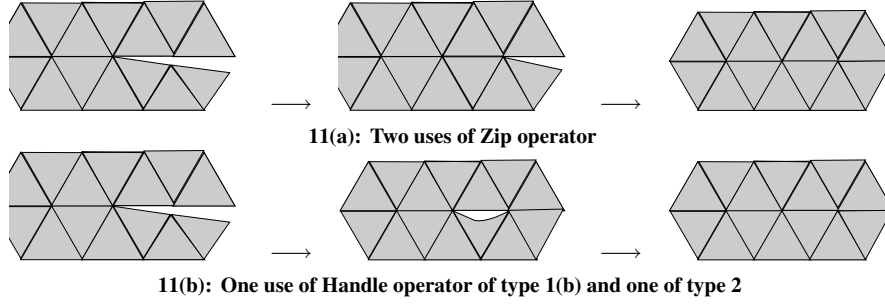 11(a): Two uses of Zip operator
11(b): One use of Handle operator of type 1(b) and one of type 2